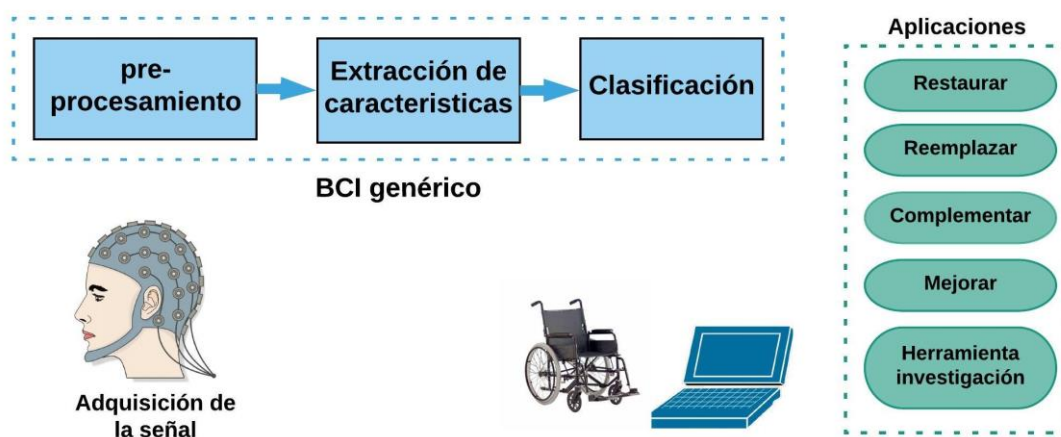 pre-
procesamiento
Extracción de
caracteristicas
Clasificación
BCI genérico
Adquisición de
la señal
Aplicaciones
Restaurar
Reemplazar
Complementar
Mejorar
Herramienta
investigación